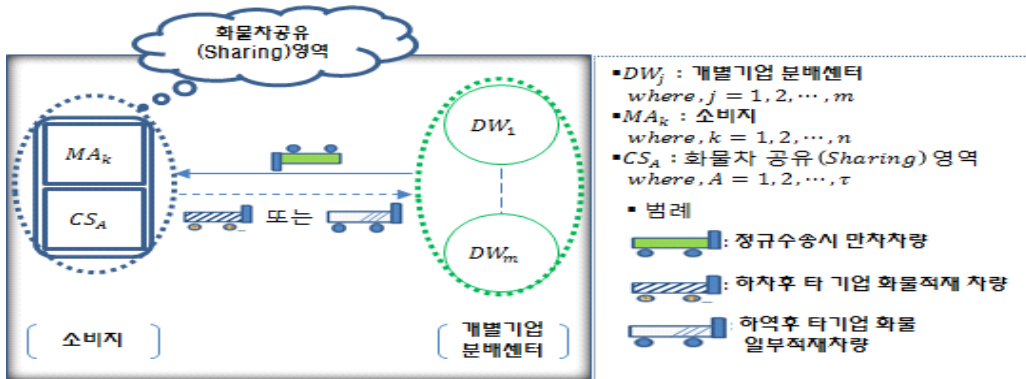 화물차공유
(Sharing)영역
MA_k
CS_A
또는
DW_1
DW_m
소비지
개별기업
분배센터
▪DW_j : 개별기업 분배센터
where, j = 1, 2, ⋯, m
▪MA_k : 소비지
where, k = 1, 2, ⋯, n
▪CS_A : 화물차 공유(Sharing) 영역
where, A = 1, 2, ⋯, τ
▪ 범례
: 정규수송시 만차차량
: 하차후 타 기업 화물적재 차량
: 하역후 타기업 화물
일부적재차량